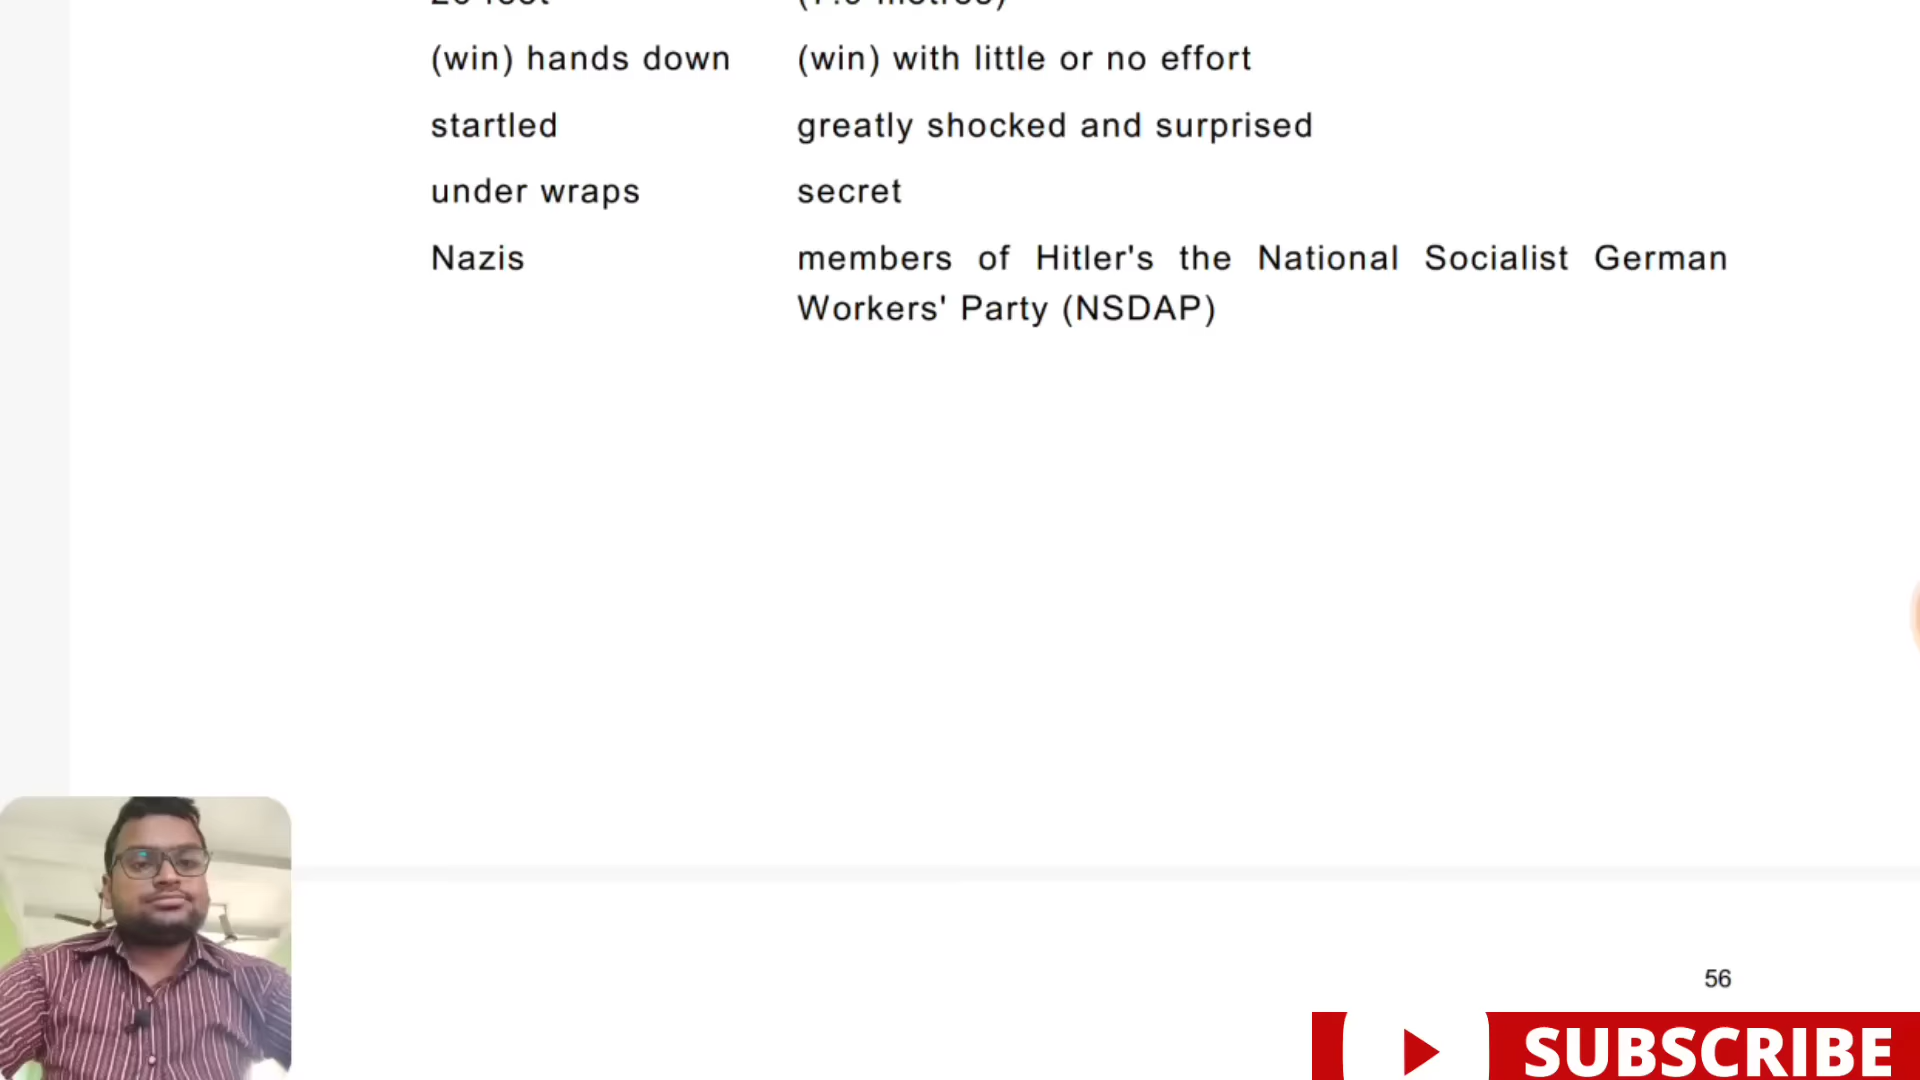 (win) hands down (win) with little or no effort
startled greatly shocked and surprised
under wraps secret
Nazis members of Hitler's the National Socialist German
Workers' Party (NSDAP)
56
SUBSCRIBE